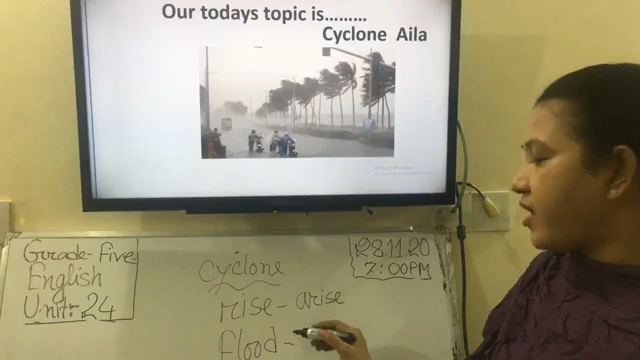 Our todays topic is.........
Cyclone Aila
Grade-Five
English
Unit: 24
Cyclone :
rise - arise
flood -
28.11.20
7:00PM